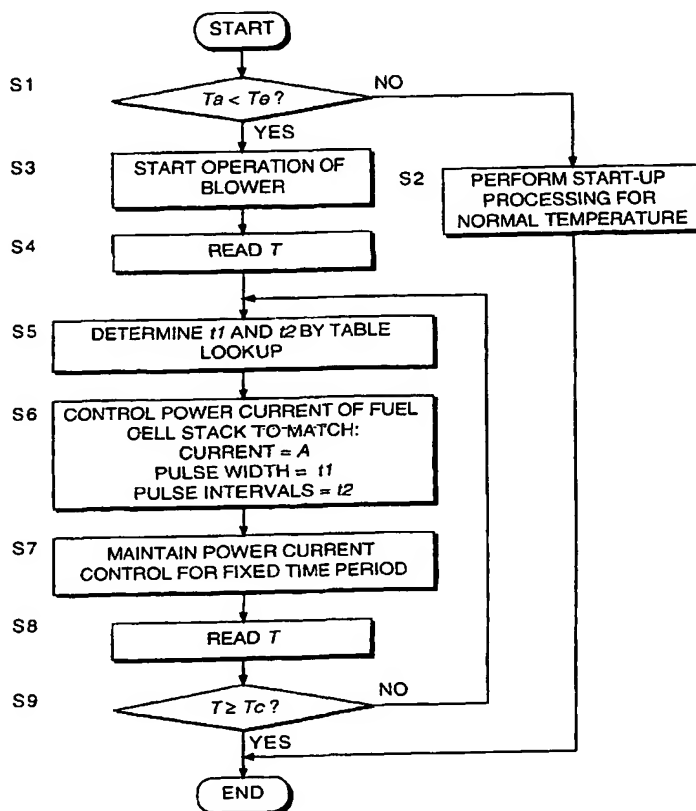 START
S1
Ta < Te ?
NO
YES
S3
START OPERATION OF
BLOWER
S2
PERFORM START-UP
PROCESSING FOR
NORMAL TEMPERATURE
S4
READ T
S5
DETERMINE t1 AND t2 BY TABLE
LOOKUP
S6
CONTROL POWER CURRENT OF FUEL
CELL STACK TO MATCH:
CURRENT = A
PULSE WIDTH = t1
PULSE INTERVALS = t2
S7
MAINTAIN POWER CURRENT
CONTROL FOR FIXED TIME PERIOD
S8
READ T
S9
T ≥ Tc ?
NO
YES
END